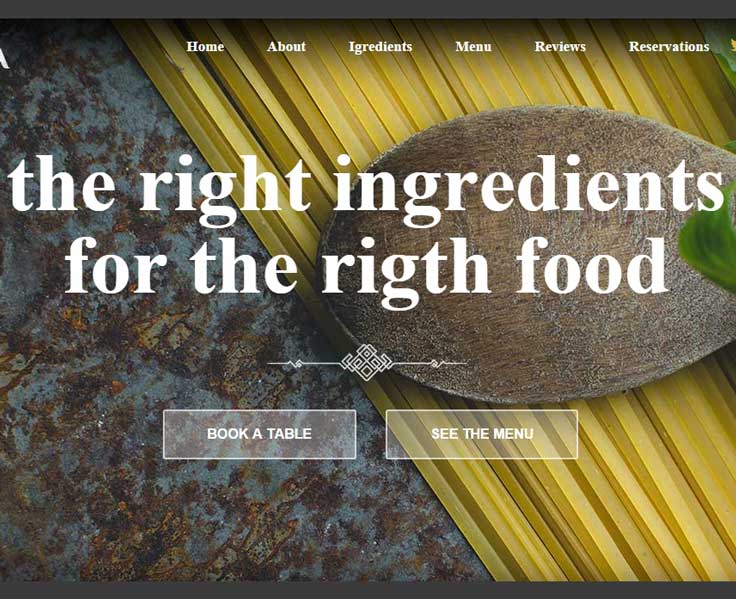 Home About Igredients Menu Reviews Reservations
the right ingredients
for the rigth food
BOOK A TABLE SEE THE MENU